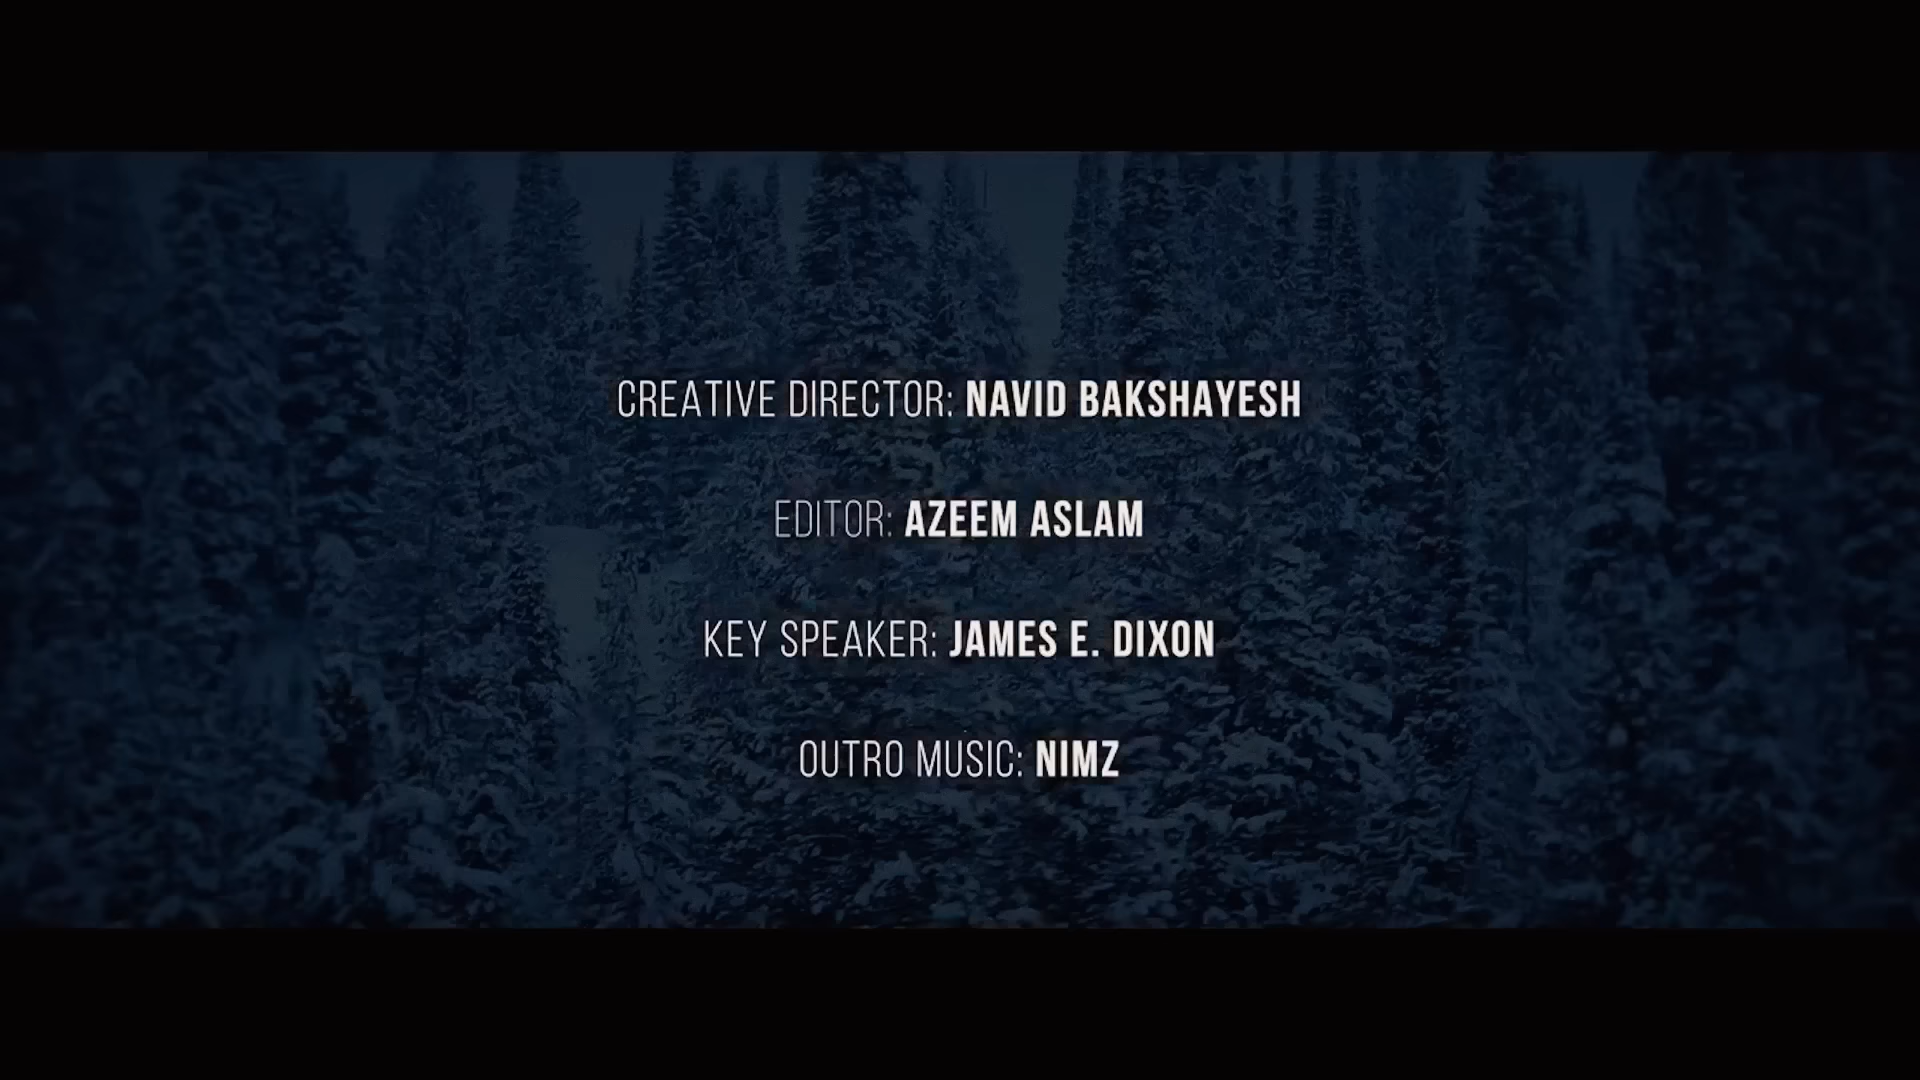 CREATIVE DIRECTOR: NAVID BAKSHAYESH
EDITOR: AZEEM ASLAM
KEY SPEAKER: JAMES E. DIXON
OUTRO MUSIC: NIMZ